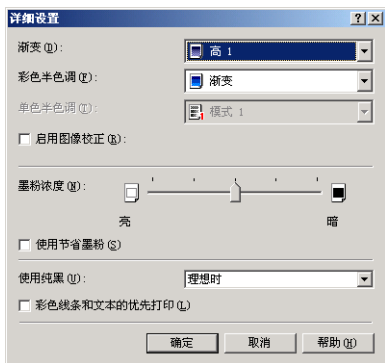 详细设置
渐变(D): 高 1
彩色半色调(F): 渐变
单色半色调(T): 模式 1
启用图像校正(R):
墨粉浓度(N):
亮 暗
使用节省墨粉(S)
使用纯黑(U): 理想时
彩色线条和文本的优先打印(L)
确定 取消 帮助(H)